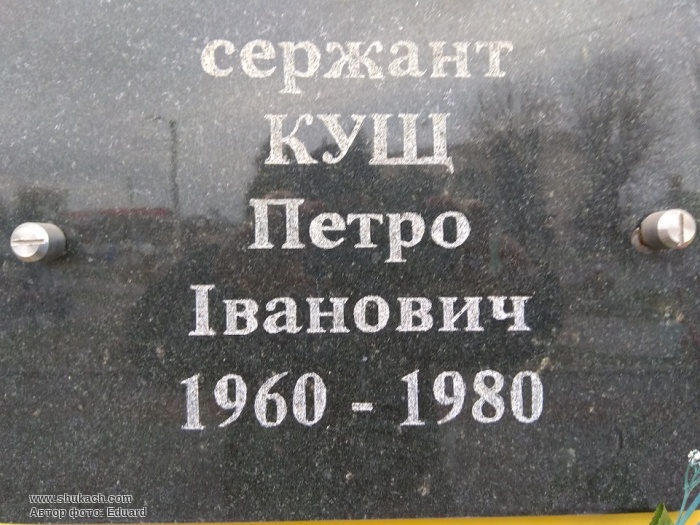 сержант
КУЩ
Петро
Іванович
1960 - 1980
www.shukach.com
Автор фото: Eduard